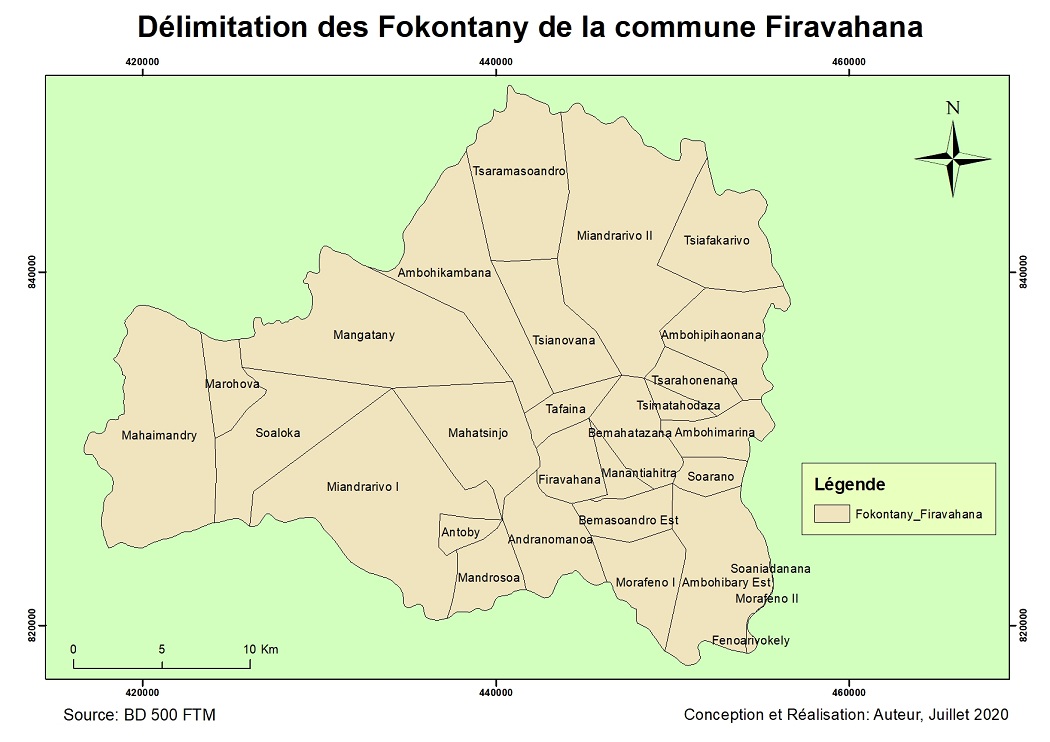 Délimitation des Fokontany de la commune Firavahana
420000 440000 460000
N
Tsaramasoandro
Miandrarivo II
Tsiafakarivo
840000 840000
Ambohikambana
Mangatany
Tsianovana
Ambohipihaonana
Marohova
Tsarahonenana
Tafaina
Tsimatahodaza
Mahaimandry
Soaloka
Mahatsinjo
Bemahatazana
Ambohimarina
Miandrarivo I
Firavahana
Manantiahitra
Soarano
Légende
Fokontany_Firavahana
Antoby
Andranomanoa
Bemasoandro Est
Mandrosoa
Morafeno I
Soaniadanana
Ambohibary Est
Morafeno II
820000 820000
Fenoarivokely
0 5 10 Km
420000 440000 460000
Source: BD 500 FTM
Conception et Réalisation: Auteur, Juillet 2020